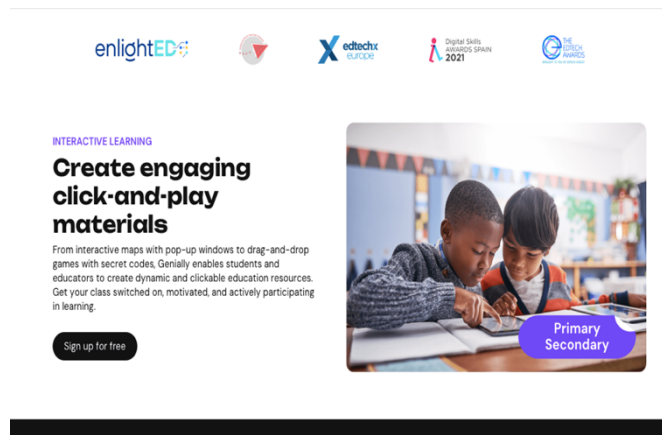 enlightED
edtechx
europe
Digital Skills
AWARDS SPAIN
2021
THE
EDTECH
AWARDS
INTERACTIVE LEARNING
Create engaging
click-and-play
materials
From interactive maps with pop-up windows to drag-and-drop
games with secret codes, Genially enables students and
educators to create dynamic and clickable education resources.
Get your class switched on, motivated, and actively participating
in learning.
Sign up for free
Primary
Secondary